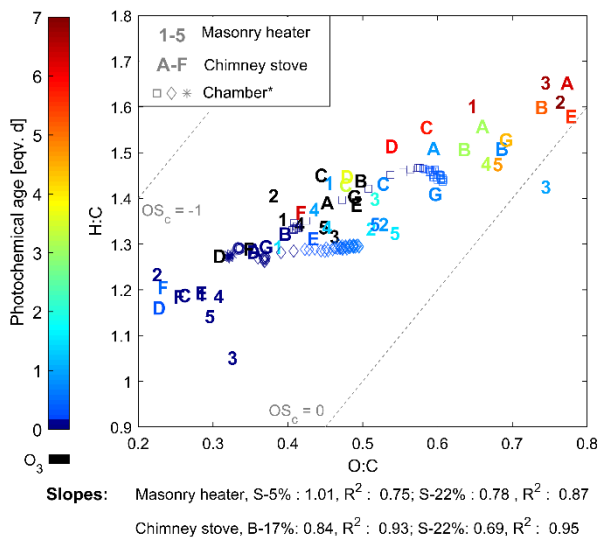 Photochemical age [eqv. d]
7
6
5
4
3
2
1
0
O3
H:C
1.8
1.7
1.6
1.5
1.4
1.3
1.2
1.1
1
0.9
1-5 Masonry heater
A-F Chimney stove
Chamber*
OSc = -1
OSc = 0
0.2 0.3 0.4 0.5 0.6 0.7 0.8
O:C
Slopes: Masonry heater, S-5% : 1.01, R2 : 0.75; S-22% : 0.78 , R2 : 0.87
Chimney stove, B-17%: 0.84, R2 : 0.93; S-22%: 0.69, R2 : 0.95